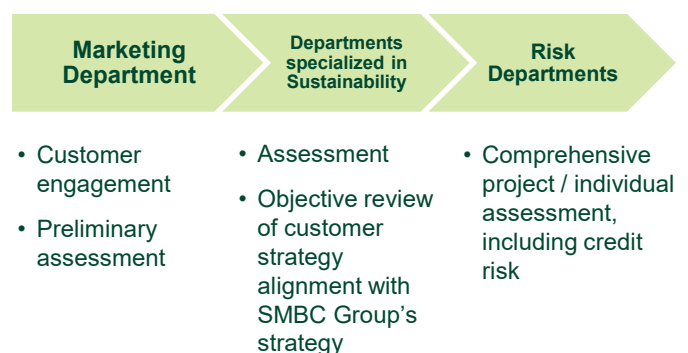 Marketing
Department
Departments
specialized in
Sustainability
Risk
Departments
• Customer
engagement
• Preliminary
assessment
• Assessment
• Objective review
of customer
strategy
alignment with
SMBC Group's
strategy
• Comprehensive
project / individual
assessment,
including credit
risk